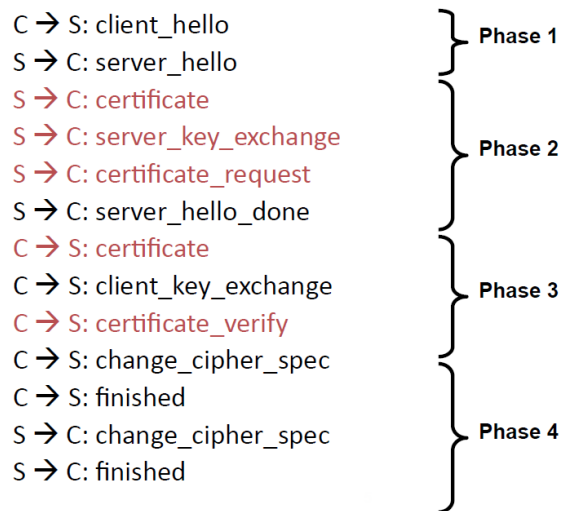 C → S: client_hello
S → C: server_hello
Phase 1
S → C: certificate
S → C: server_key_exchange
S → C: certificate_request
S → C: server_hello_done
Phase 2
C → S: certificate
C → S: client_key_exchange
C → S: certificate_verify
Phase 3
C → S: change_cipher_spec
C → S: finished
S → C: change_cipher_spec
S → C: finished
Phase 4